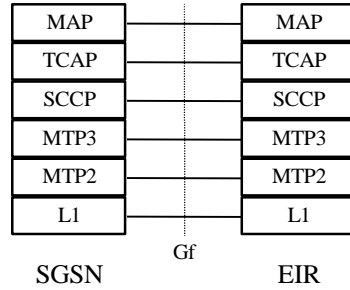 MAP MAP
TCAP TCAP
SCCP SCCP
MTP3 MTP3
MTP2 MTP2
L1 L1
Gf
SGSN EIR